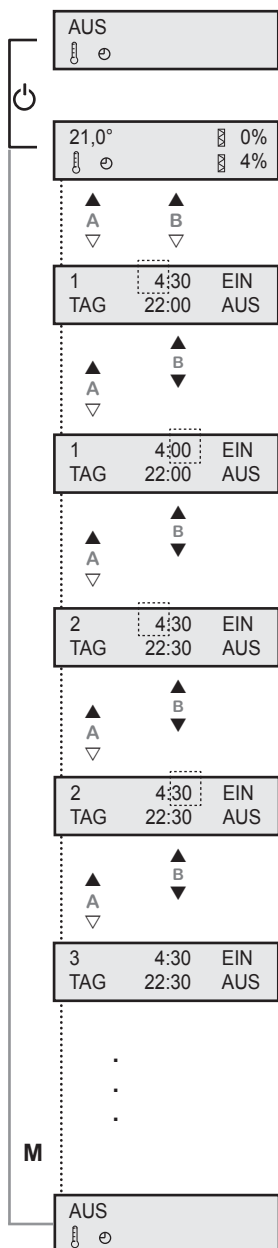 AUS
21,0° 0%
4%
A B
1 4:30 EIN
TAG 22:00 AUS
B
A
1 4:00 EIN
TAG 22:00 AUS
B
A
2 4:30 EIN
TAG 22:30 AUS
B
A
2 4:30 EIN
TAG 22:30 AUS
B
A
3 4:30 EIN
TAG 22:30 AUS
.
.
.
M
AUS